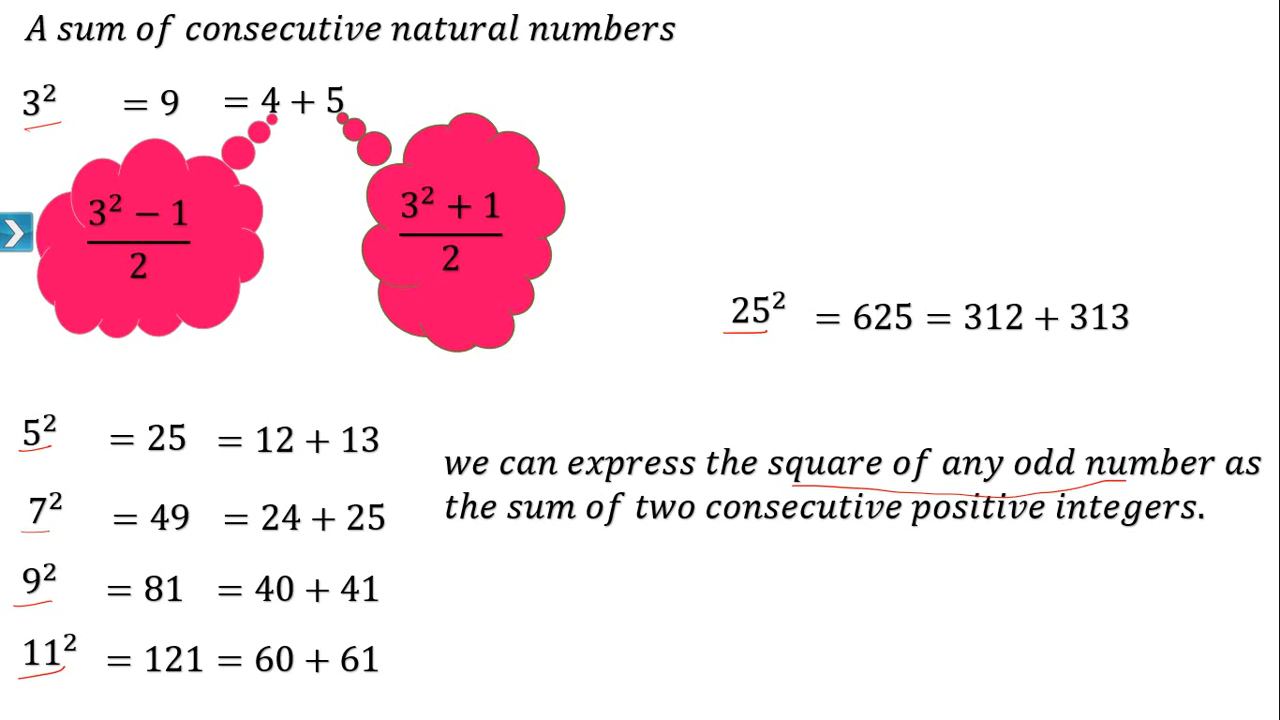 A sum of consecutive natural numbers
3² = 9 = 4 + 5
(3² − 1)/2
(3² + 1)/2
25² = 625 = 312 + 313
5² = 25 = 12 + 13
we can express the square of any odd number as
the sum of two consecutive positive integers.
7² = 49 = 24 + 25
9² = 81 = 40 + 41
11² = 121 = 60 + 61